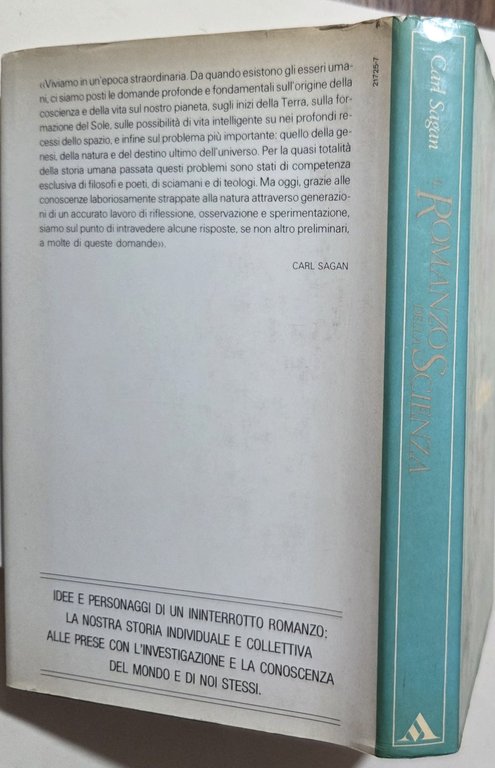 «Viviamo in un'epoca straordinaria. Da quando esistono gli esseri uma-
ni, ci siamo posti le domande profonde e fondamentali sull'origine della
coscienza e della vita sul nostro pianeta, sugli inizi della Terra, sulla for-
mazione del Sole, sulle possibilità di vita intelligente su nei profondi re-
cessi dello spazio, e infine sul problema più importante: quello della ge-
nesi, della natura e del destino ultimo dell'universo. Per la quasi totalità
della storia umana passata questi problemi sono stati di competenza
esclusiva di filosofi e poeti, di sciamani e di teologi. Ma oggi, grazie alle
conoscenze laboriosamente strappate alla natura attraverso generazio-
ni di un accurato lavoro di riflessione, osservazione e sperimentazione,
siamo sul punto di intravedere alcune risposte, se non altro preliminari,
a molte di queste domande».
CARL SAGAN
IDEE E PERSONAGGI DI UN ININTERROTTO ROMANZO:
LA NOSTRA STORIA INDIVIDUALE E COLLETTIVA
ALLE PRESE CON L'INVESTIGAZIONE E LA CONOSCENZA
DEL MONDO E DI NOI STESSI.
21725-7
Carl Sagan
IL ROMANZO
DELLA SCIENZA